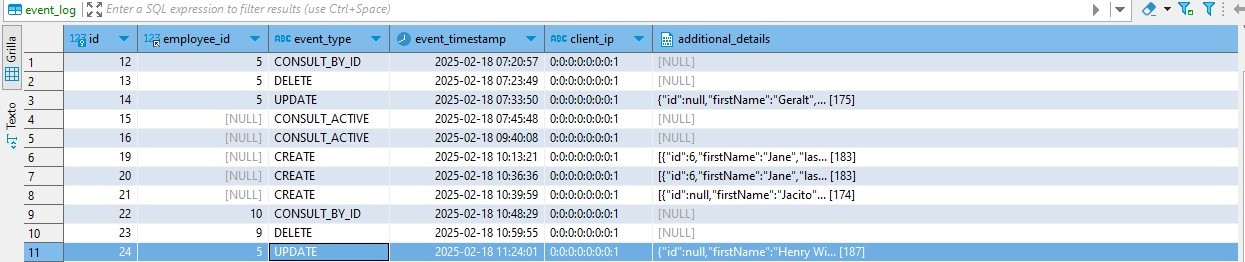 event_log Enter a SQL expression to filter results (use Ctrl+Space)
Grilla
Texto
123 id 123 employee_id ABC event_type event_timestamp ABC client_ip additional_details
1 12 5 CONSULT_BY_ID 2025-02-18 07:20:57 0:0:0:0:0:0:0:1 [NULL]
2 13 5 DELETE 2025-02-18 07:23:49 0:0:0:0:0:0:0:1 [NULL]
3 14 5 UPDATE 2025-02-18 07:33:50 0:0:0:0:0:0:0:1 {"id":null,"firstName":"Geralt",... [175]
4 15 [NULL] CONSULT_ACTIVE 2025-02-18 07:45:48 0:0:0:0:0:0:0:1 [NULL]
5 16 [NULL] CONSULT_ACTIVE 2025-02-18 09:40:08 0:0:0:0:0:0:0:1 [NULL]
6 19 [NULL] CREATE 2025-02-18 10:13:21 0:0:0:0:0:0:0:1 [{"id":6,"firstName":"Jane","las... [183]
7 20 [NULL] CREATE 2025-02-18 10:36:36 0:0:0:0:0:0:0:1 [{"id":6,"firstName":"Jane","las... [183]
8 21 [NULL] CREATE 2025-02-18 10:39:59 0:0:0:0:0:0:0:1 [{"id":null,"firstName":"Jacito"... [174]
9 22 10 CONSULT_BY_ID 2025-02-18 10:48:29 0:0:0:0:0:0:0:1 [NULL]
10 23 9 DELETE 2025-02-18 10:59:55 0:0:0:0:0:0:0:1 [NULL]
11 24 5 UPDATE 2025-02-18 11:24:01 0:0:0:0:0:0:0:1 {"id":null,"firstName":"Henry Wi... [187]